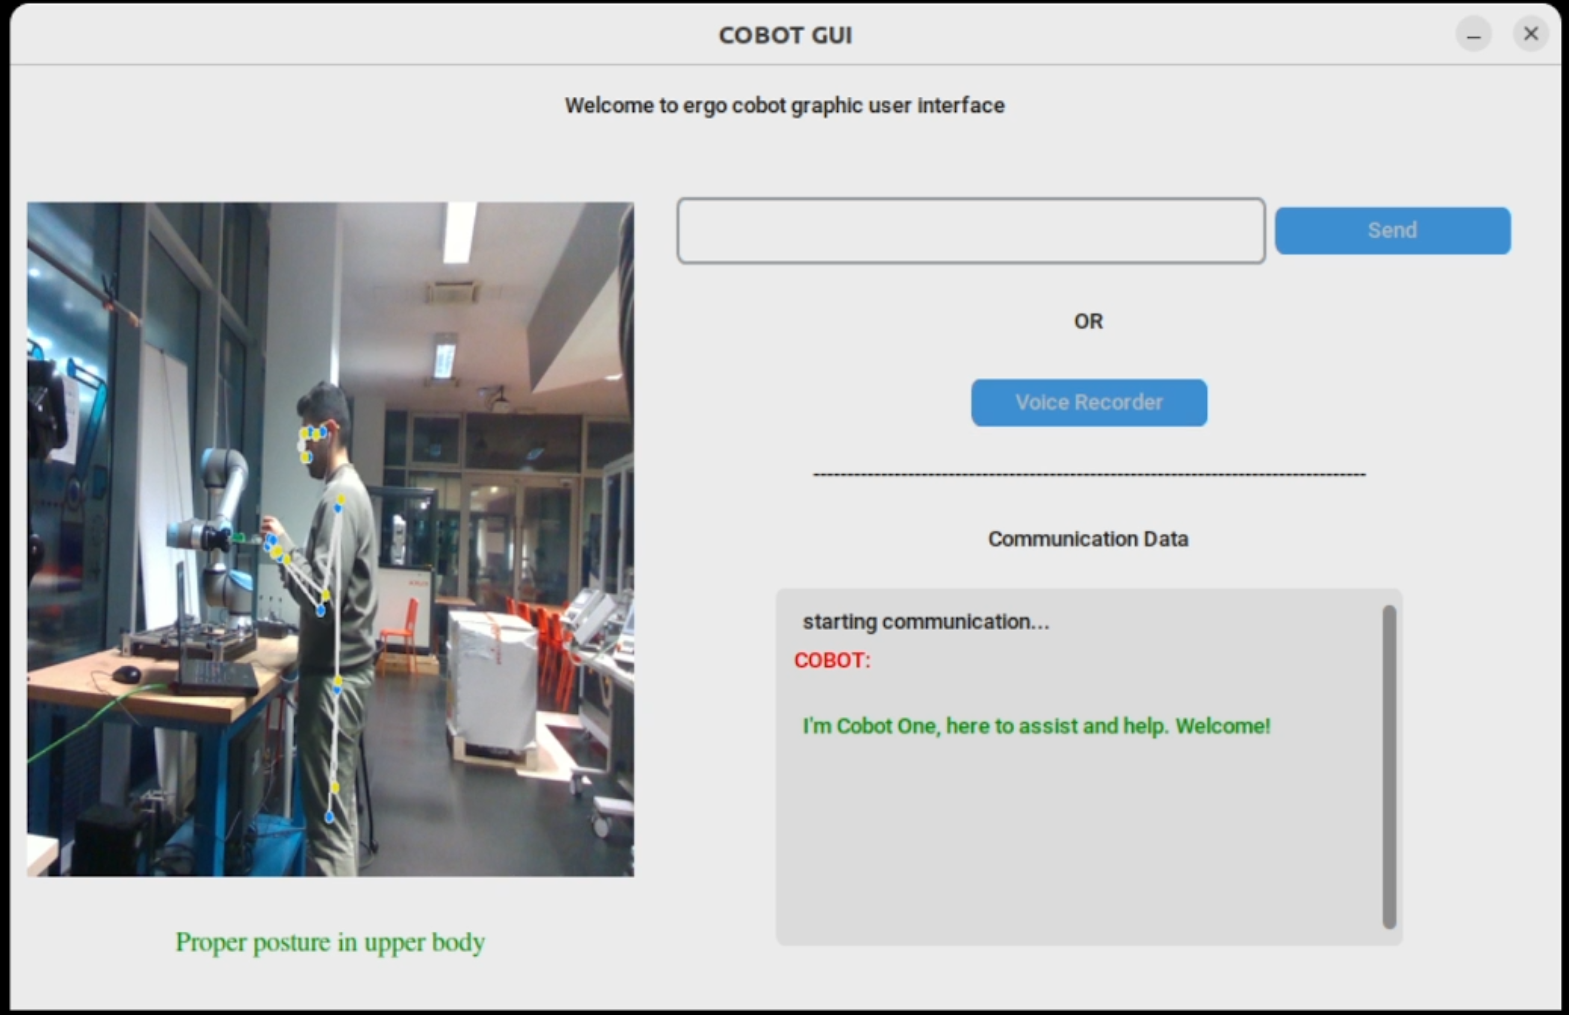 COBOT GUI
Welcome to ergo cobot graphic user interface
Send
OR
Voice Recorder
Communication Data
starting communication...
COBOT:
I'm Cobot One, here to assist and help. Welcome!
Proper posture in upper body